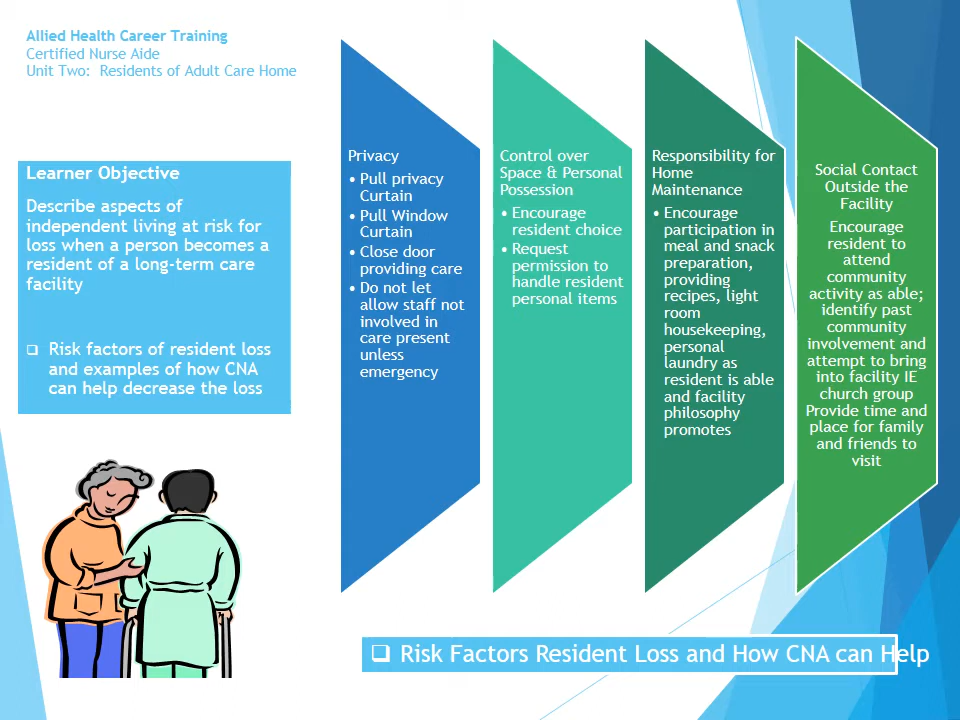 Allied Health Career Training
Certified Nurse Aide
Unit Two:  Residents of Adult Care Home
Learner Objective
Describe aspects of
independent living at risk for
loss when a person becomes a
resident of a long-term care
facility
❑ Risk factors of resident loss
and examples of how CNA
can help decrease the loss
Privacy
• Pull privacy
Curtain
• Pull Window
Curtain
• Close door
providing care
• Do not let
allow staff not
involved in
care present
unless
emergency
Control over
Space & Personal
Possession
• Encourage
resident choice
• Request
permission to
handle resident
personal items
Responsibility for
Home
Maintenance
• Encourage
participation in
meal and snack
preparation,
providing
recipes, light
room
housekeeping,
personal
laundry as
resident is able
and facility
philosophy
promotes
Social Contact
Outside the
Facility
Encourage
resident to
attend
community
activity as able;
identify past
community
involvement and
attempt to bring
into facility IE
church group
Provide time and
place for family
and friends to
visit
❑ Risk Factors Resident Loss and How CNA can Help